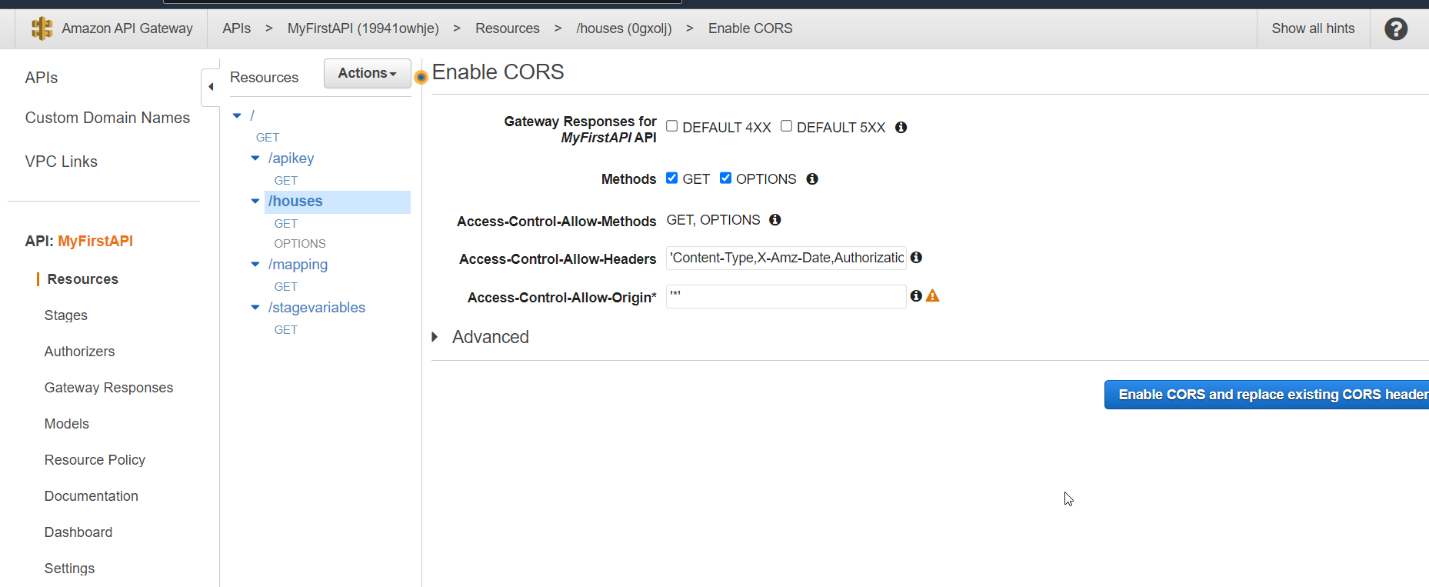 Amazon API Gateway APIs > MyFirstAPI (19941owhje) > Resources > /houses (0gxolj) > Enable CORS Show all hints ?
APIs
Custom Domain Names
VPC Links
API: MyFirstAPI
Resources
Stages
Authorizers
Gateway Responses
Models
Resource Policy
Documentation
Dashboard
Settings
Resources Actions
/
GET
/apikey
GET
/houses
GET
OPTIONS
/mapping
GET
/stagevariables
GET
Enable CORS
Gateway Responses for
MyFirstAPI API
DEFAULT 4XX DEFAULT 5XX
Methods GET OPTIONS
Access-Control-Allow-Methods GET, OPTIONS
Access-Control-Allow-Headers 'Content-Type,X-Amz-Date,Authorizatic
Access-Control-Allow-Origin* '*'
Advanced
Enable CORS and replace existing CORS header